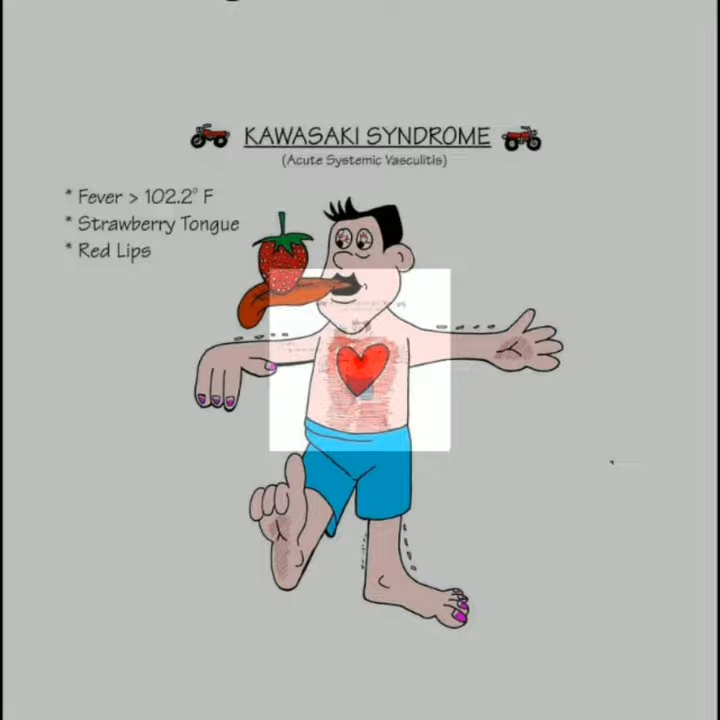 KAWASAKI SYNDROME
(Acute Systemic Vasculitis)
* Fever > 102.2° F
* Strawberry Tongue
* Red Lips